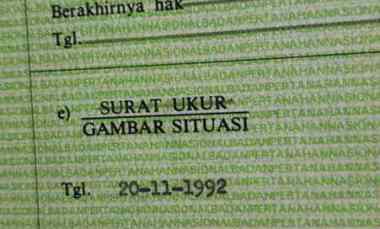 Berakhirnya hak
Tgl.
e) SURAT UKUR
GAMBAR SITUASI
Tgl. 20-11-1992